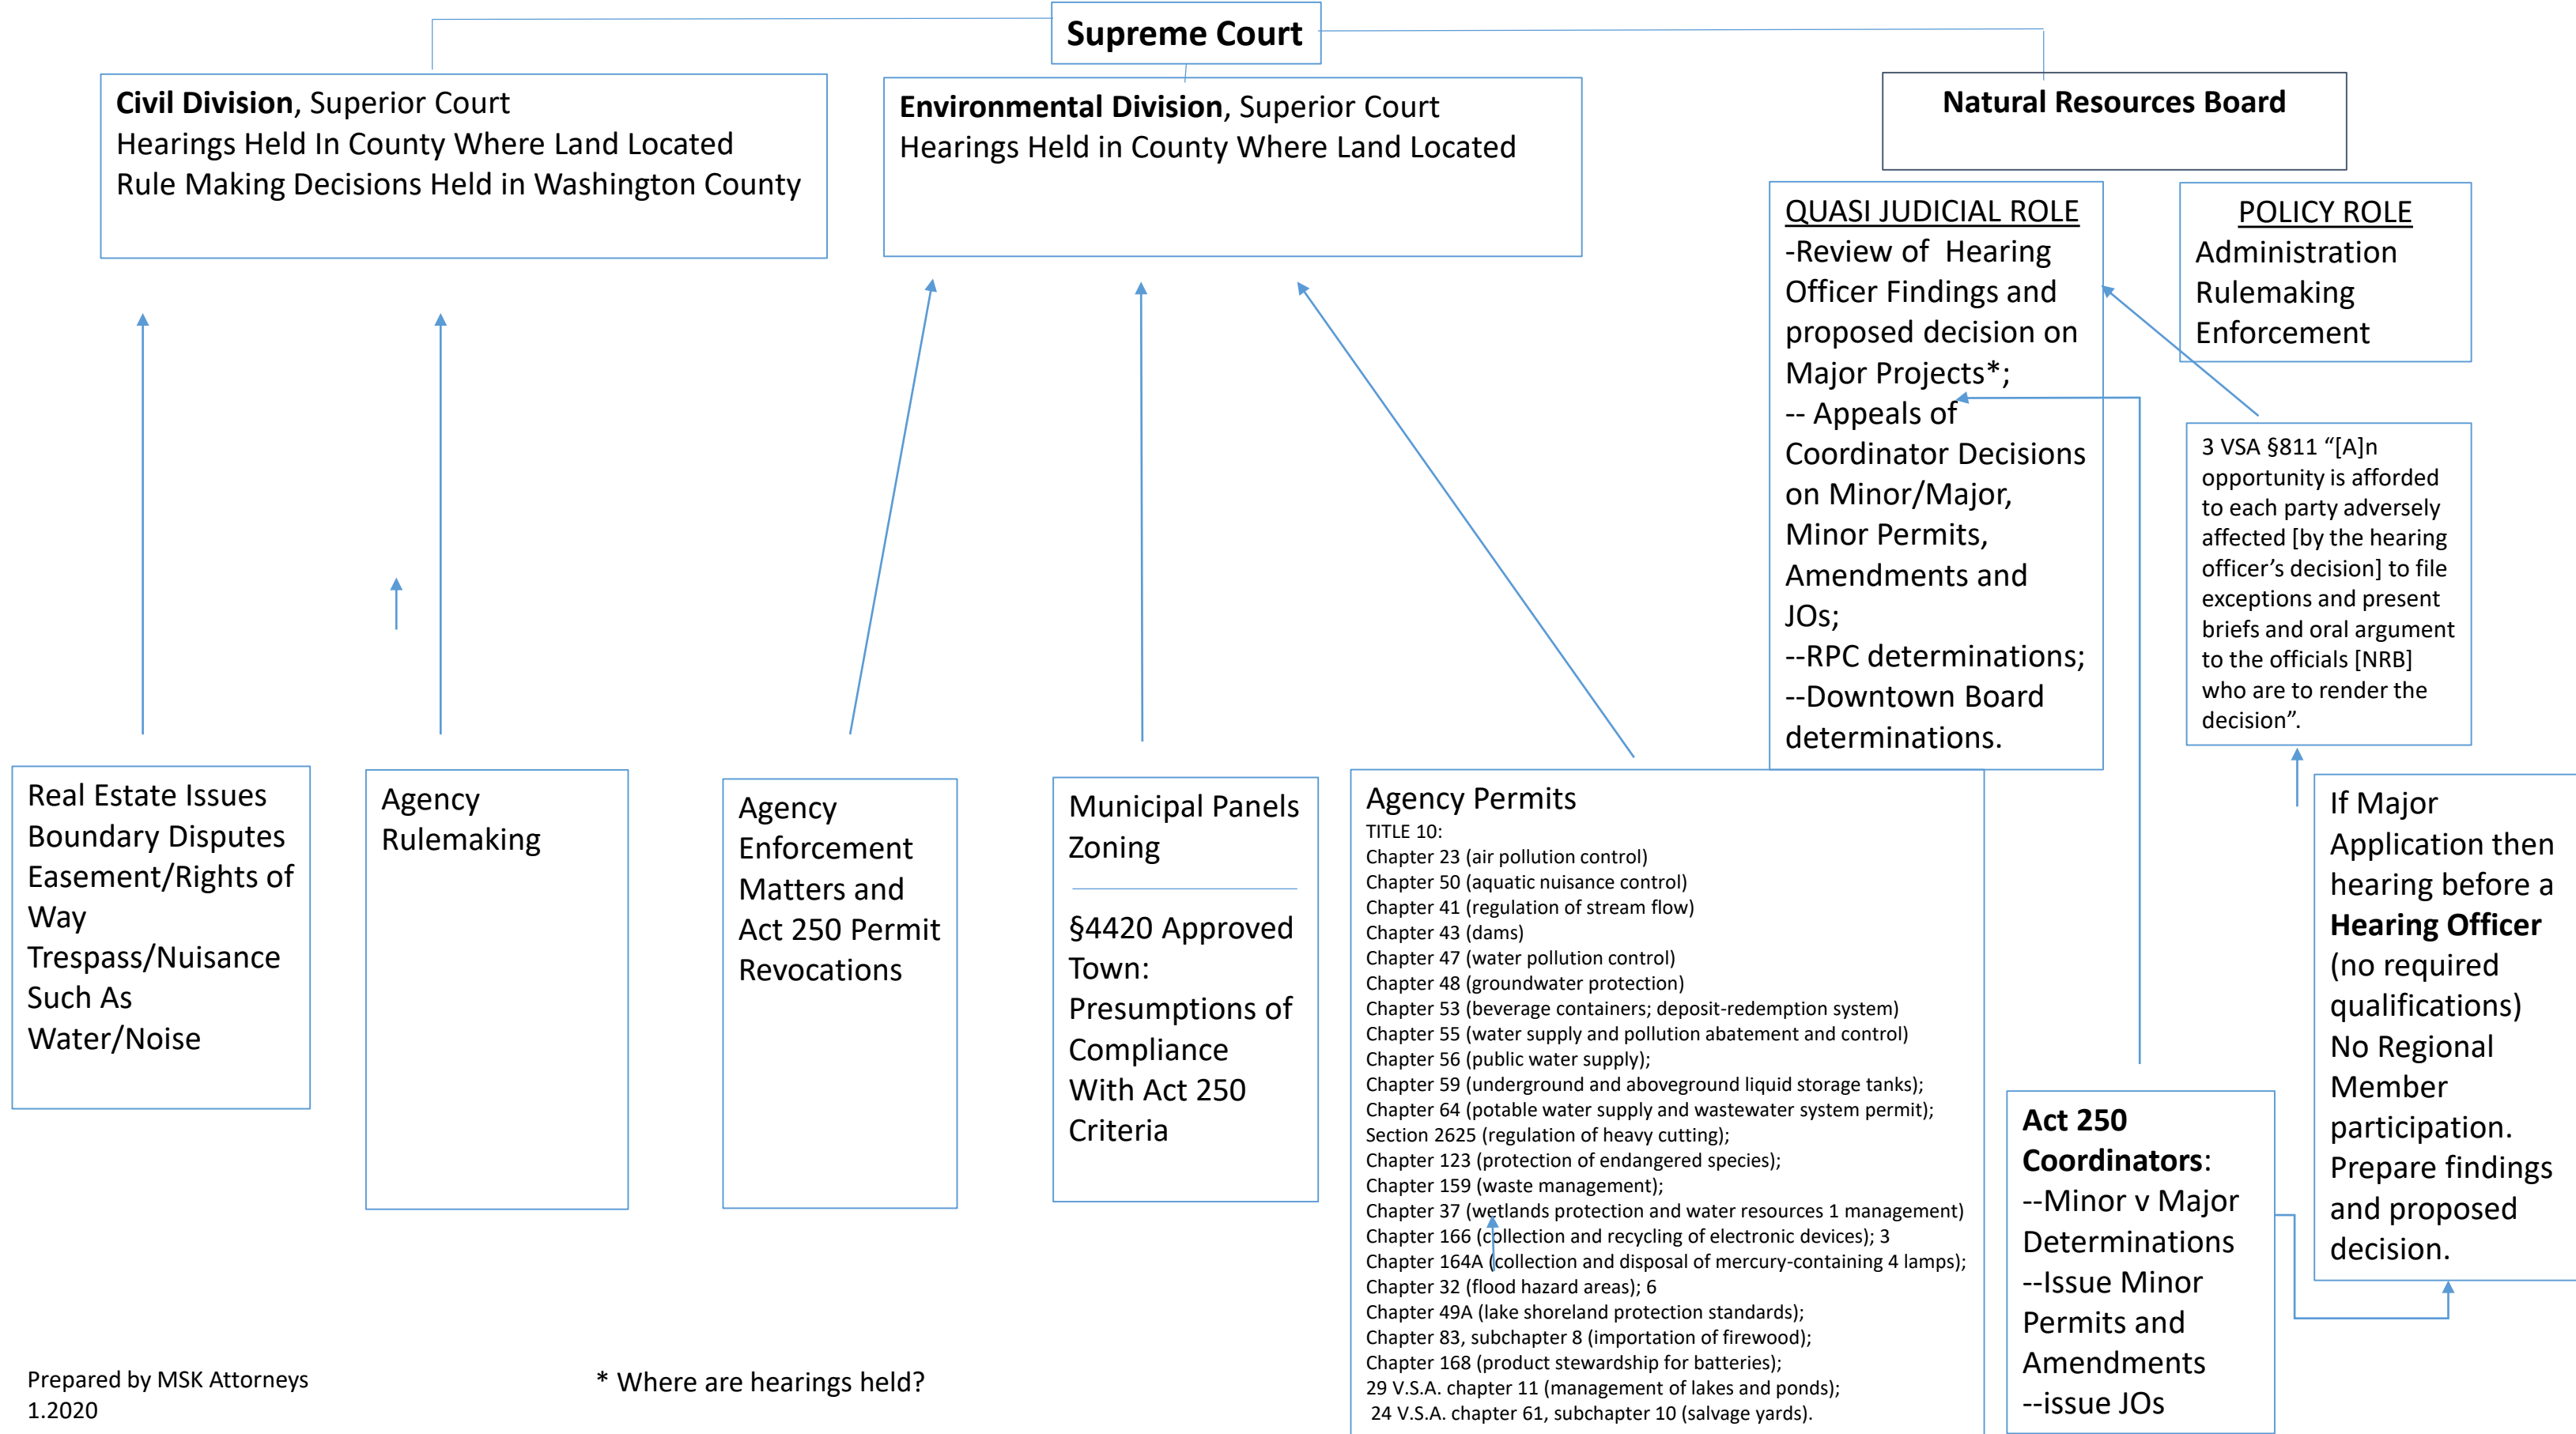 Supreme Court
Civil Division, Superior Court
Hearings Held In County Where Land Located
Rule Making Decisions Held in Washington County
Environmental Division, Superior Court
Hearings Held in County Where Land Located
Natural Resources Board
QUASI JUDICIAL ROLE
-Review of Hearing
Officer Findings and
proposed decision on
Major Projects*;
-- Appeals of
Coordinator Decisions
on Minor/Major,
Minor Permits,
Amendments and
JOs;
--RPC determinations;
--Downtown Board
determinations.
POLICY ROLE
Administration
Rulemaking
Enforcement
3 VSA §811 “[A]n
opportunity is afforded
to each party adversely
affected [by the hearing
officer’s decision] to file
exceptions and present
briefs and oral argument
to the officials [NRB]
who are to render the
decision”.
Real Estate Issues
Boundary Disputes
Easement/Rights of
Way
Trespass/Nuisance
Such As
Water/Noise
Agency
Rulemaking
Agency
Enforcement
Matters and
Act 250 Permit
Revocations
Municipal Panels
Zoning
§4420 Approved
Town:
Presumptions of
Compliance
With Act 250
Criteria
Agency Permits
TITLE 10:
Chapter 23 (air pollution control)
Chapter 50 (aquatic nuisance control)
Chapter 41 (regulation of stream flow)
Chapter 43 (dams)
Chapter 47 (water pollution control)
Chapter 48 (groundwater protection)
Chapter 53 (beverage containers; deposit-redemption system)
Chapter 55 (water supply and pollution abatement and control)
Chapter 56 (public water supply);
Chapter 59 (underground and aboveground liquid storage tanks);
Chapter 64 (potable water supply and wastewater system permit);
Section 2625 (regulation of heavy cutting);
Chapter 123 (protection of endangered species);
Chapter 159 (waste management);
Chapter 37 (wetlands protection and water resources 1 management)
Chapter 166 (collection and recycling of electronic devices); 3
Chapter 164A (collection and disposal of mercury-containing 4 lamps);
Chapter 32 (flood hazard areas); 6
Chapter 49A (lake shoreland protection standards);
Chapter 83, subchapter 8 (importation of firewood);
Chapter 168 (product stewardship for batteries);
29 V.S.A. chapter 11 (management of lakes and ponds);
24 V.S.A. chapter 61, subchapter 10 (salvage yards).
Act 250
Coordinators:
--Minor v Major
Determinations
--Issue Minor
Permits and
Amendments
--issue JOs
If Major
Application then
hearing before a
Hearing Officer
(no required
qualifications)
No Regional
Member
participation.
Prepare findings
and proposed
decision.
Prepared by MSK Attorneys
1.2020
* Where are hearings held?